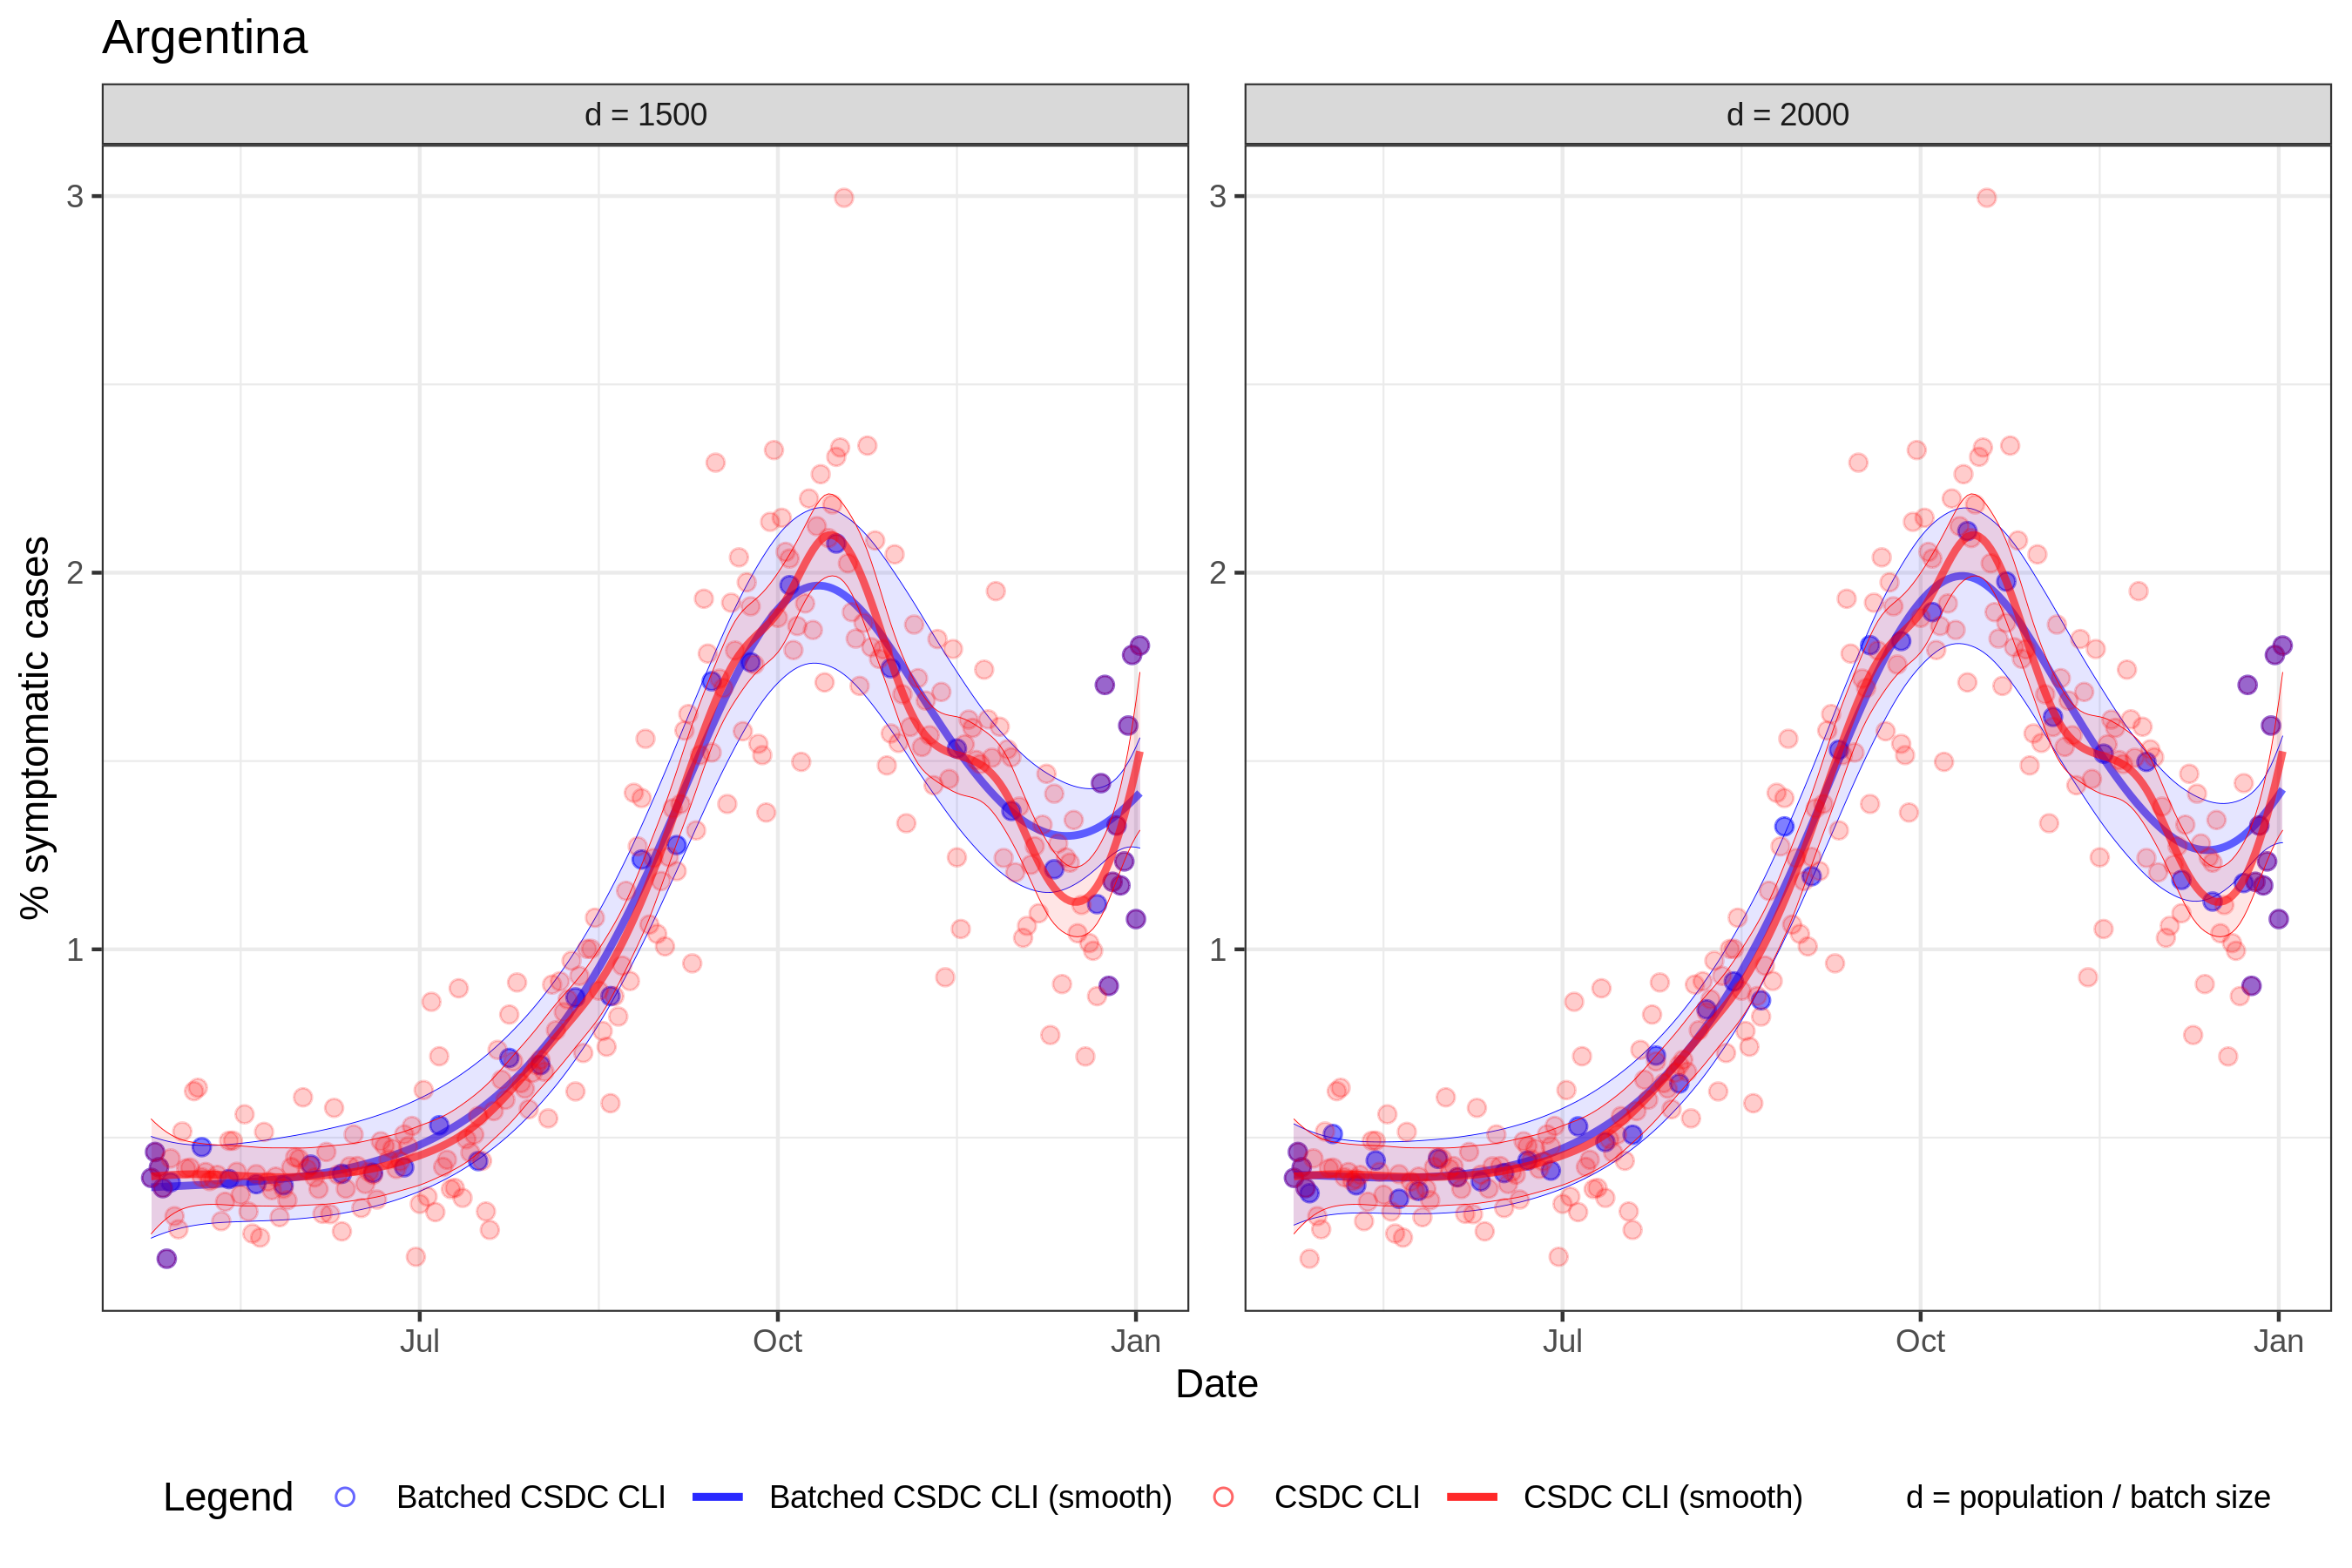 Argentina
d = 1500
d = 2000
3
2
1
3
2
1
% symptomatic cases
Jul
Oct
Jan
Jul
Oct
Jan
Date
Legend
Batched CSDC CLI
Batched CSDC CLI (smooth)
CSDC CLI
CSDC CLI (smooth)
d = population / batch size